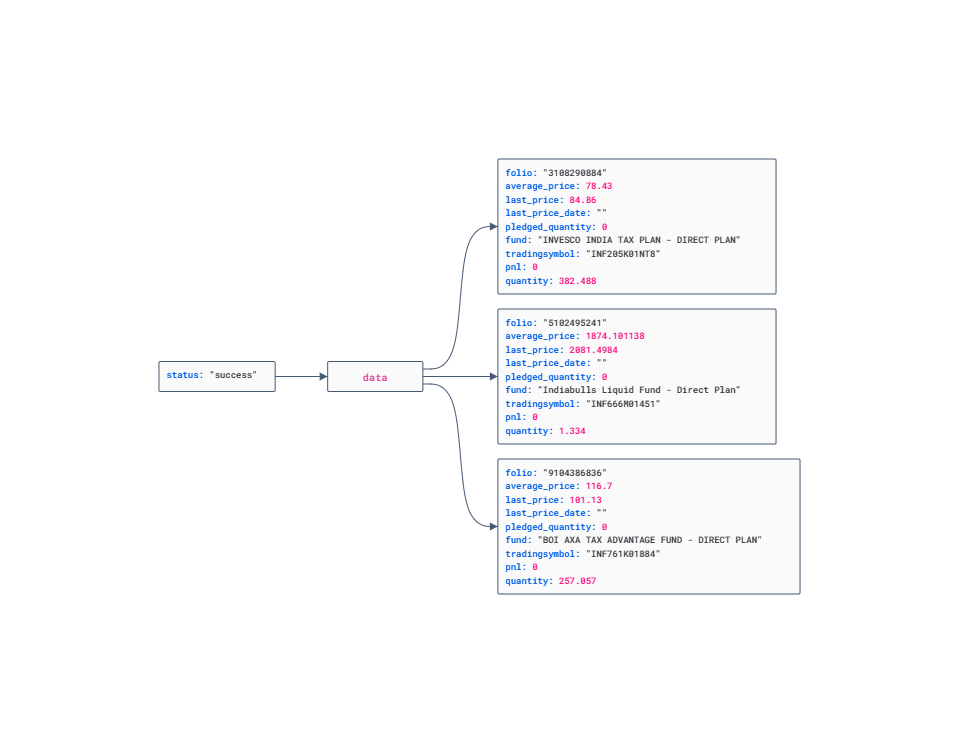 status: "success"
data
folio: "3108290884"
average_price: 78.43
last_price: 84.86
last_price_date: ""
pledged_quantity: 0
fund: "INVESCO INDIA TAX PLAN - DIRECT PLAN"
tradingsymbol: "INF205K01NT8"
pnl: 0
quantity: 382.488
folio: "5102495241"
average_price: 1874.101138
last_price: 2081.4984
last_price_date: ""
pledged_quantity: 0
fund: "Indiabulls Liquid Fund - Direct Plan"
tradingsymbol: "INF666M01451"
pnl: 0
quantity: 1.334
folio: "9104386836"
average_price: 116.7
last_price: 101.13
last_price_date: ""
pledged_quantity: 0
fund: "BOI AXA TAX ADVANTAGE FUND - DIRECT PLAN"
tradingsymbol: "INF761K01884"
pnl: 0
quantity: 257.057